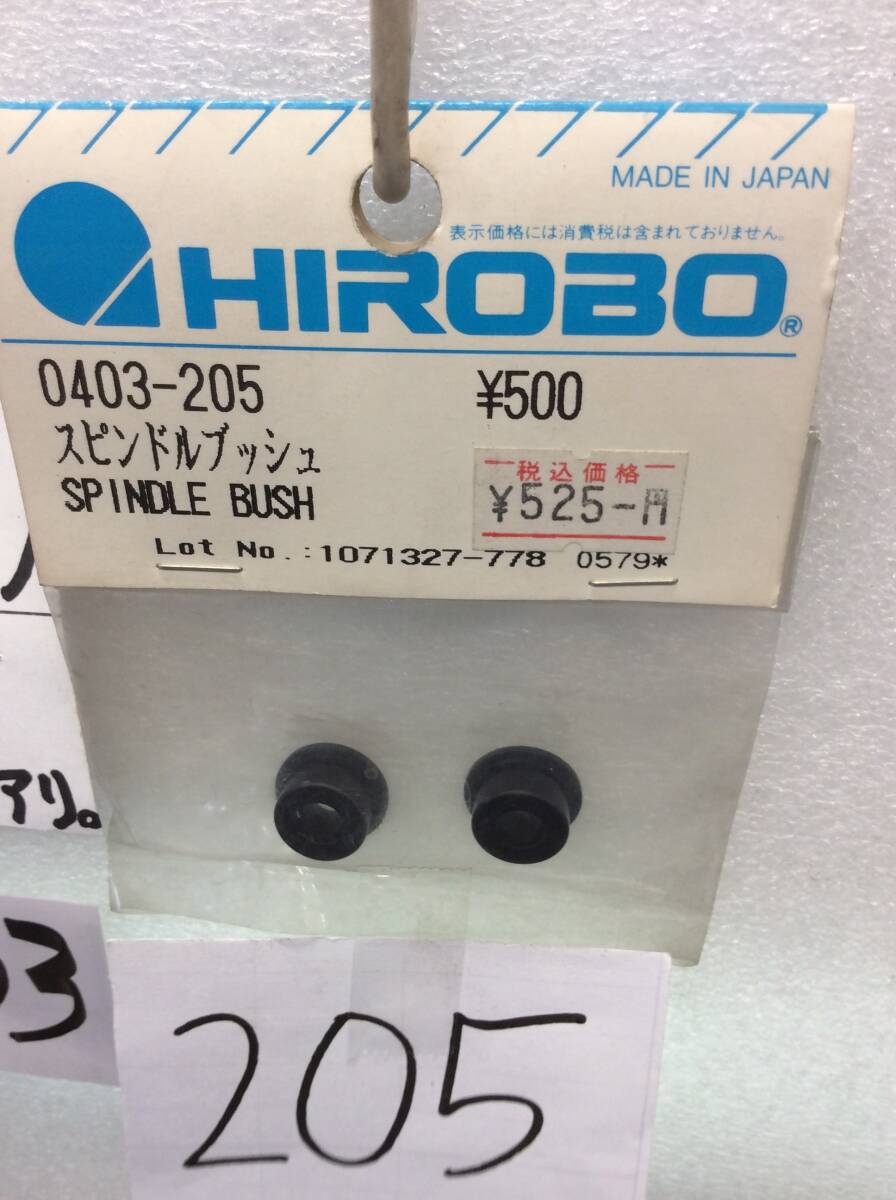 MADE IN JAPAN
表示価格には消費税は含まれておりません。
HIROBO®
0403-205 ¥500
スピンドルブッシュ
税込価格
SPINDLE BUSH
¥525-円
Lot No.:1071327-778 0579*
アリ。
3
205